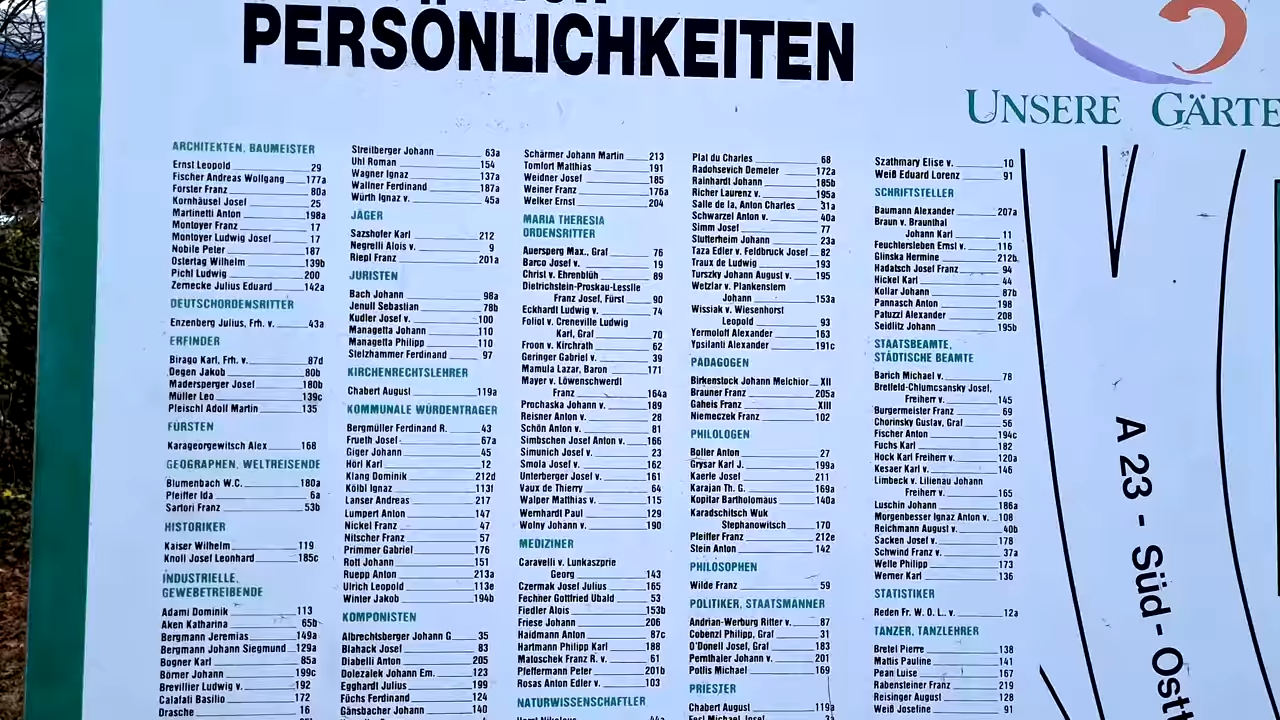 PERSÖNLICHKEITEN
UNSERE GÄRTE
ARCHITEKTEN, BAUMEISTER
Ernst Leopold 29
Fischer Andreas Wolfgang 177a
Forster Franz 80a
Kornhäusel Josef 25
Martinetti Anton 198a
Montoyer Franz 17
Montoyer Ludwig Josef 17
Nobile Peter 187
Ostertag Wilhelm 139b
Pichl Ludwig 200
Zernecke Julius Eduard 142a
DEUTSCHORDENSRITTER
Enzenberg Julius, Frh. v. 43a
ERFINDER
Birago Karl, Frh. v. 87d
Degen Jakob 80b
Madersperger Josef 180b
Müller Leo 139c
Pleischl Adolf Martin 135
FÜRSTEN
Karageorgewitsch Alex 168
GEOGRAPHEN, WELTREISENDE
Blumenbach W.C. 180a
Pfeiffer Ida 6a
Sartori Franz 53b
HISTORIKER
Kaiser Wilhelm 119
Knoll Josef Leonhard 185c
INDUSTRIELLE,
GEWEBETREIBENDE
Adami Dominik 113
Aken Katharina 65b
Bergmann Jeremias 149a
Bergmann Johann Siegmund 129a
Bogner Karl 85a
Börner Johann 199c
Brevillier Ludwig v. 192
Calafati Basilio 172
Drasche 16
Streitberger Johann 63a
Uhl Roman 154
Wagner Ignaz 137a
Wallner Ferdinand 187a
Würth Ignaz v. 45a
JÄGER
Sazshofer Karl 212
Negrelli Alois v. 9
Riepl Franz 201a
JURISTEN
Bach Johann 98a
Jenull Sebastian 78b
Kudler Josef v. 100
Managetta Johann 110
Managetta Philipp 110
Stelzhammer Ferdinand 97
KIRCHENRECHTSLEHRER
Chabert August 119a
KOMMUNALE WÜRDENTRÄGER
Bergmüller Ferdinand R. 43
Frueth Josef 67a
Giger Johann 45
Hörl Karl 12
Klang Dominik 212d
Kölbl Ignaz 113f
Lanser Andreas 217
Lumpert Anton 147
Nickel Franz 47
Nitscher Franz 57
Primmer Gabriel 176
Rott Johann 151
Ruepp Anton 213a
Ulrich Leopold 113e
Winter Jakob 194b
KOMPONISTEN
Albrechtsberger Johann G 35
Blahack Josef 83
Diabelli Anton 205
Dolezalek Johann Em. 123
Egghardt Julius 199
Füchs Ferdinand 124
Gänsbacher Johann 140
Schärmer Johann Martin 213
Tomfort Matthias 191
Weidner Josef 185
Weiner Franz 176a
Welker Ernst 204
MARIA THERESIA
ORDENSRITTER
Auersperg Max., Graf 76
Barco Josef v. 19
Christ v. Ehrenblüh 89
Dietrichstein-Proskau-Leslie
Franz Josef, Fürst 90
Eckhardt Ludwig v. 74
Foliot v. Creneville Ludwig
Karl, Graf 70
Froon v. Kirchrath 62
Geringer Gabriel v. 39
Mamula Lazar, Baron 171
Mayer v. Löwenschwerdt
Franz 164a
Prochaska Johann v. 189
Reisner Anton v. 28
Schön Anton v. 81
Simbschen Josef Anton v. 166
Simunich Josef v. 23
Smola Josef v. 162
Unterberger Josef v. 161
Vaux de Thierry 64
Walper Matthias v. 115
Wernhardt Paul 129
Wolny Johann v. 190
MEDIZINER
Caravelli v. Lunkaszprie
Georg 143
Czermak Josef Julius 165
Fechner Gottfried Ubald 53
Fiedler Alois 153b
Friese Johann 206
Haidmann Anton 87c
Hartmann Philipp Karl 188
Matoschek Franz R. v. 61
Pfeffermann Peter 201b
Rosas Anton Edler v. 103
NATURWISSENSCHAFTLER
Plat du Charles 68
Radohsevich Demeter 172a
Rainhardt Johann 185b
Richer Laurenz v. 195a
Salle de la, Anton Charles 31a
Schwarzel Anton v. 40a
Simm Josef 77
Stutterheim Johann 23a
Taza Edler v. Feldbruck Josef 82
Traux de Ludwig 193
Turszky Johann August v. 195
Wetzlar v. Plankenstern
Johann 153a
Wissiak v. Wiesenhorst
Leopold 93
Yermoloff Alexander 163
Ypsilanti Alexander 191c
PÄDAGOGEN
Birkenstock Johann Melchior XII
Brauner Franz 205a
Gaheis Franz XIII
Niemeczek Franz 102
PHILOLOGEN
Boller Anton 27
Grysar Karl J. 199a
Kaerle Josef 211
Karajan Th. G. 169a
Kopitar Bartholomäus 140a
Karadschitsch Wuk
Stephanowitsch 170
Pfeiffer Franz 212e
Stein Anton 142
PHILOSOPHEN
Wilde Franz 59
POLITIKER, STAATSMÄNNER
Andrian-Werburg Ritter v. 87
Cobenzl Philipp, Graf 31
O'Donell Josef, Graf 183
Pernthaler Johann v. 201
Potlis Michael 169
PRIESTER
Chabert August 119a
Szathmary Elise v. 10
Weiß Eduard Lorenz 91
SCHRIFTSTELLER
Baumann Alexander 207a
Braun v. Braunthal
Johann Karl 11
Feuchtersleben Ernst v. 116
Glinska Hermine 212b
Hadatsch Josef Franz 94
Hickel Karl 44
Kollar Johann 87b
Pannasch Anton 198
Patuzzi Alexander 208
Seidlitz Johann 195b
STAATSBEAMTE,
STÄDTISCHE BEAMTE
Barich Michael v. 78
Bretfeld-Chlumcsansky Josef,
Freiherr v. 145
Burgermeister Franz 69
Chorinsky Gustav, Graf 56
Fischer Anton 194c
Fuchs Karl 182
Hock Karl Freiherr v. 120a
Kesaer Karl v. 146
Limbeck v. Lilienau Johann
Freiherr v. 165
Luschin Johann 186a
Morgenbesser Ignaz Anton v. 108
Reichmann August v. 40b
Sacken Josef v. 178
Schwind Franz v. 37a
Welle Philipp 173
Werner Karl 136
STATISTIKER
Reden Fr. W. O. L. v. 12a
TÄNZER, TANZLEHRER
Bretel Pierre 138
Mattis Pauline 141
Pean Luise 167
Rabensteiner Franz 219
Reisinger August 128
Weiß Josefine 91
A 23 - Süd - Ost